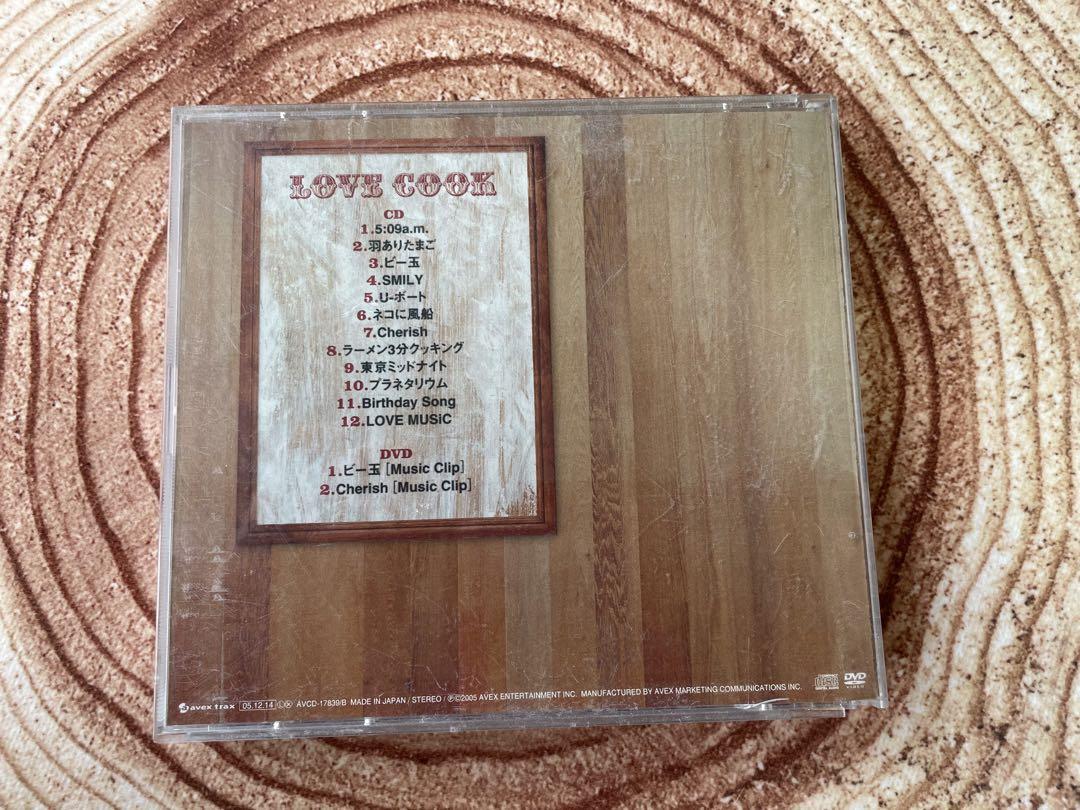 LOVE COOK
CD
1.5:09a.m.
2.羽ありたまご
3.ビー玉
4.SMILY
5.U-ボート
6.ネコに風船
7.Cherish
8.ラーメン3分クッキング
9.東京ミッドナイト
10.プラネタリウム
11.Birthday Song
12.LOVE MUSiC
DVD
1.ビー玉 [Music Clip]
2.Cherish [Music Clip]
avex trax 05.12.14 Ⓛ Ⓧ AVCD-17839/B MADE IN JAPAN / STEREO / ℗©2005 AVEX ENTERTAINMENT INC. MANUFACTURED BY AVEX MARKETING COMMUNICATIONS INC.
DVD
VIDEO